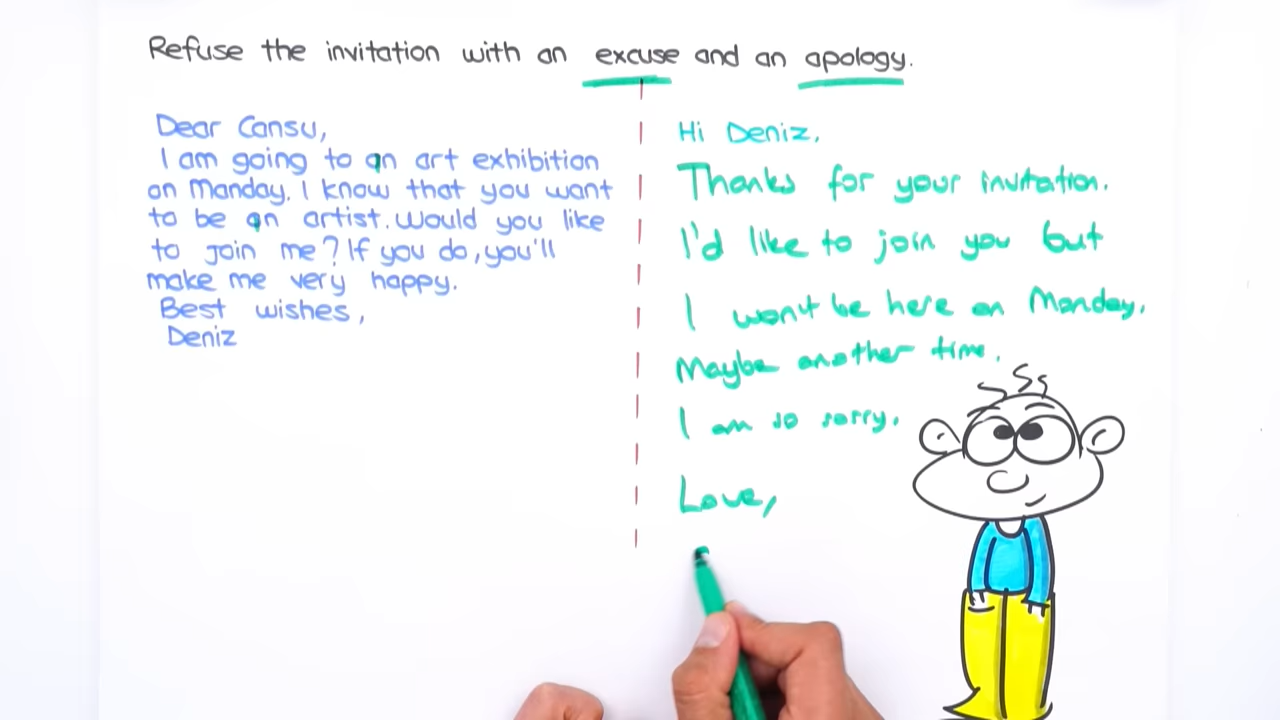 Refuse the invitation with an excuse and an apology.
Dear Cansu,
I am going to an art exhibition
on Monday. I know that you want
to be an artist. Would you like
to join me? If you do, you'll
make me very happy.
Best wishes,
Deniz
Hi Deniz.
Thanks for your invitation.
I'd like to join you but
I won't be here on Monday.
Maybe another time.
I am so sorry.
Love,